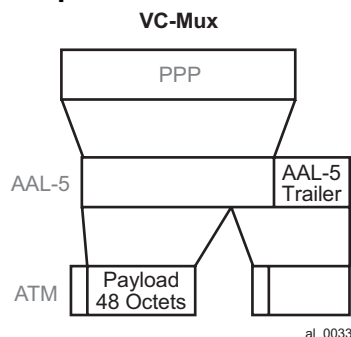 VC-Mux
PPP
AAL-5
AAL-5
Trailer
ATM
Payload
48 Octets
al_0033